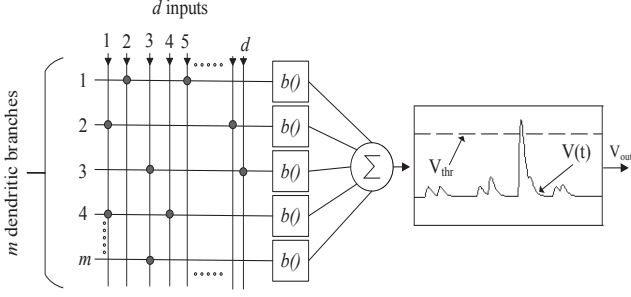 d inputs
1 2 3 4 5 d
m dendritic branches
1
2
3
4
m
b()
b()
b()
b()
b()
Σ
V_thr
V(t)
V_out